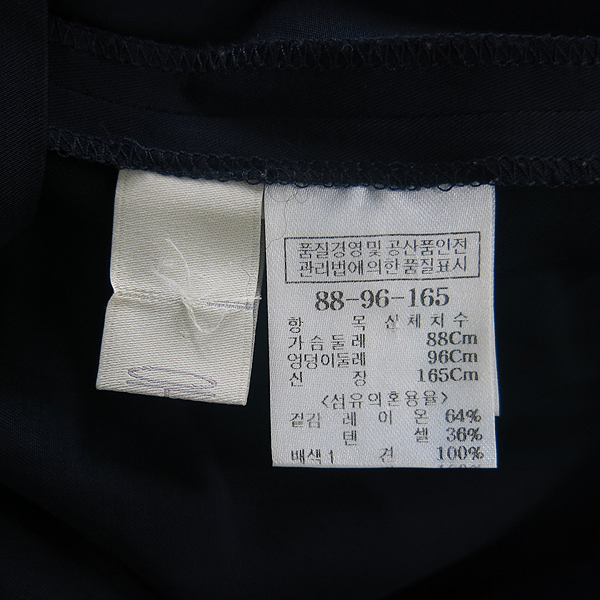 품질경영및 공산품안전
관리법에의한품질표시
88-96-165
항 목 신체치수
가슴둘레 88Cm
엉덩이둘레 96Cm
신 장 165Cm
<섬유의혼용율>
겉감 레 이 온 64%
텐 셀 36%
배색1 견 100%